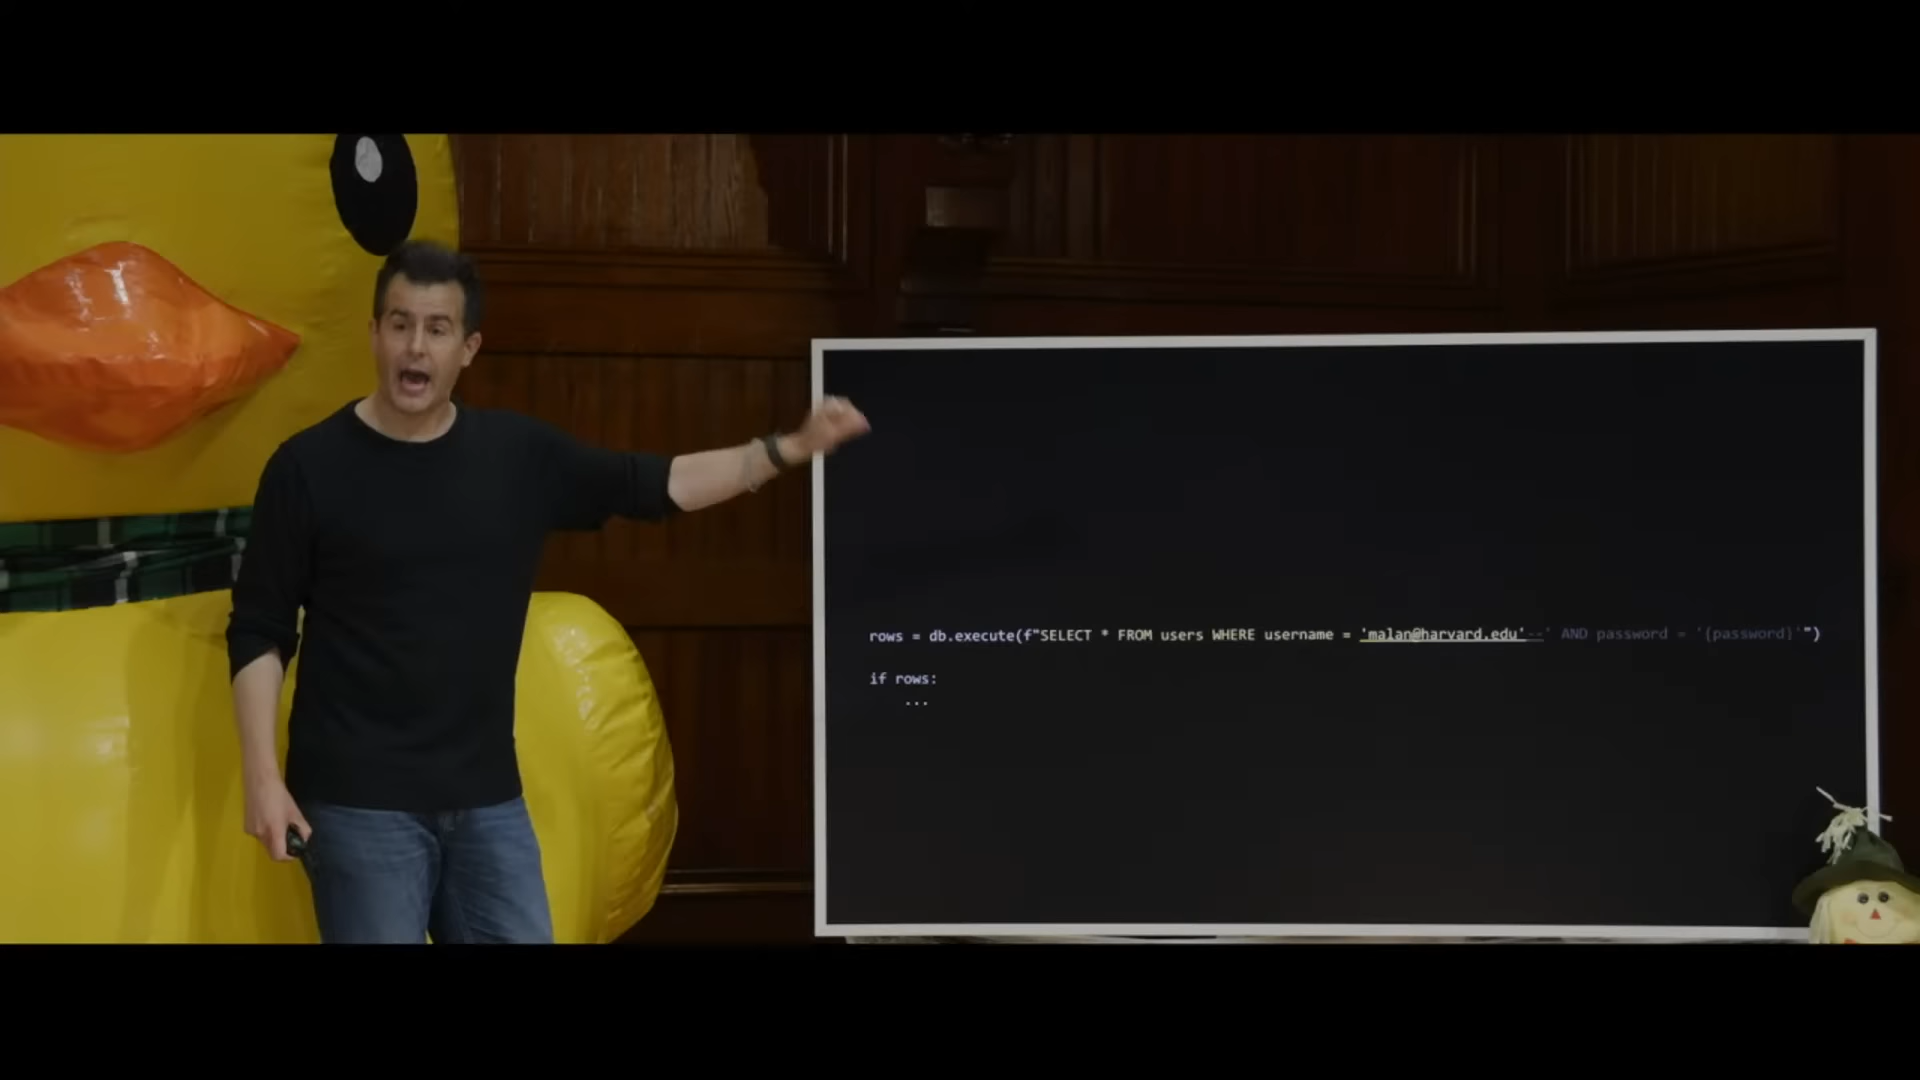 rows = db.execute(f"SELECT * FROM users WHERE username = 'malan@harvard.edu'--' AND password = '{password}'")
if rows:
...